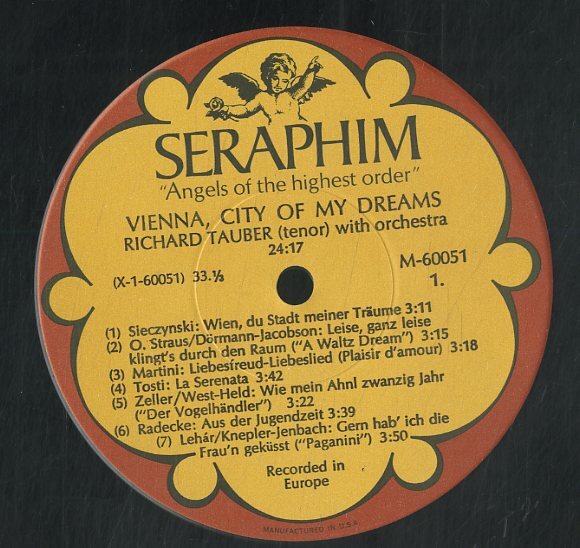 SERAPHIM
"Angels of the highest order"
VIENNA, CITY OF MY DREAMS
RICHARD TAUBER (tenor) with orchestra
24:17
(X-1-60051) 33.⅓
M-60051
1.
(1) Sieczynski: Wien, du Stadt meiner Träume 3:11
(2) O. Straus/Dörmann-Jacobson: Leise, ganz leise
klingt's durch den Raum ("A Waltz Dream") 3:15
(3) Martini: Liebesfreud-Liebeslied (Plaisir d'amour) 3:18
(4) Tosti: La Serenata 3:42
(5) Zeller/West-Held: Wie mein Ahnl zwanzig Jahr
("Der Vogelhändler") 3:22
(6) Radecke: Aus der Jugendzeit 3:39
(7) Lehár/Knepler-Jenbach: Gern hab' ich die
Frau'n geküsst ("Paganini") 3:50
Recorded in
Europe
MANUFACTURED IN U.S.A.